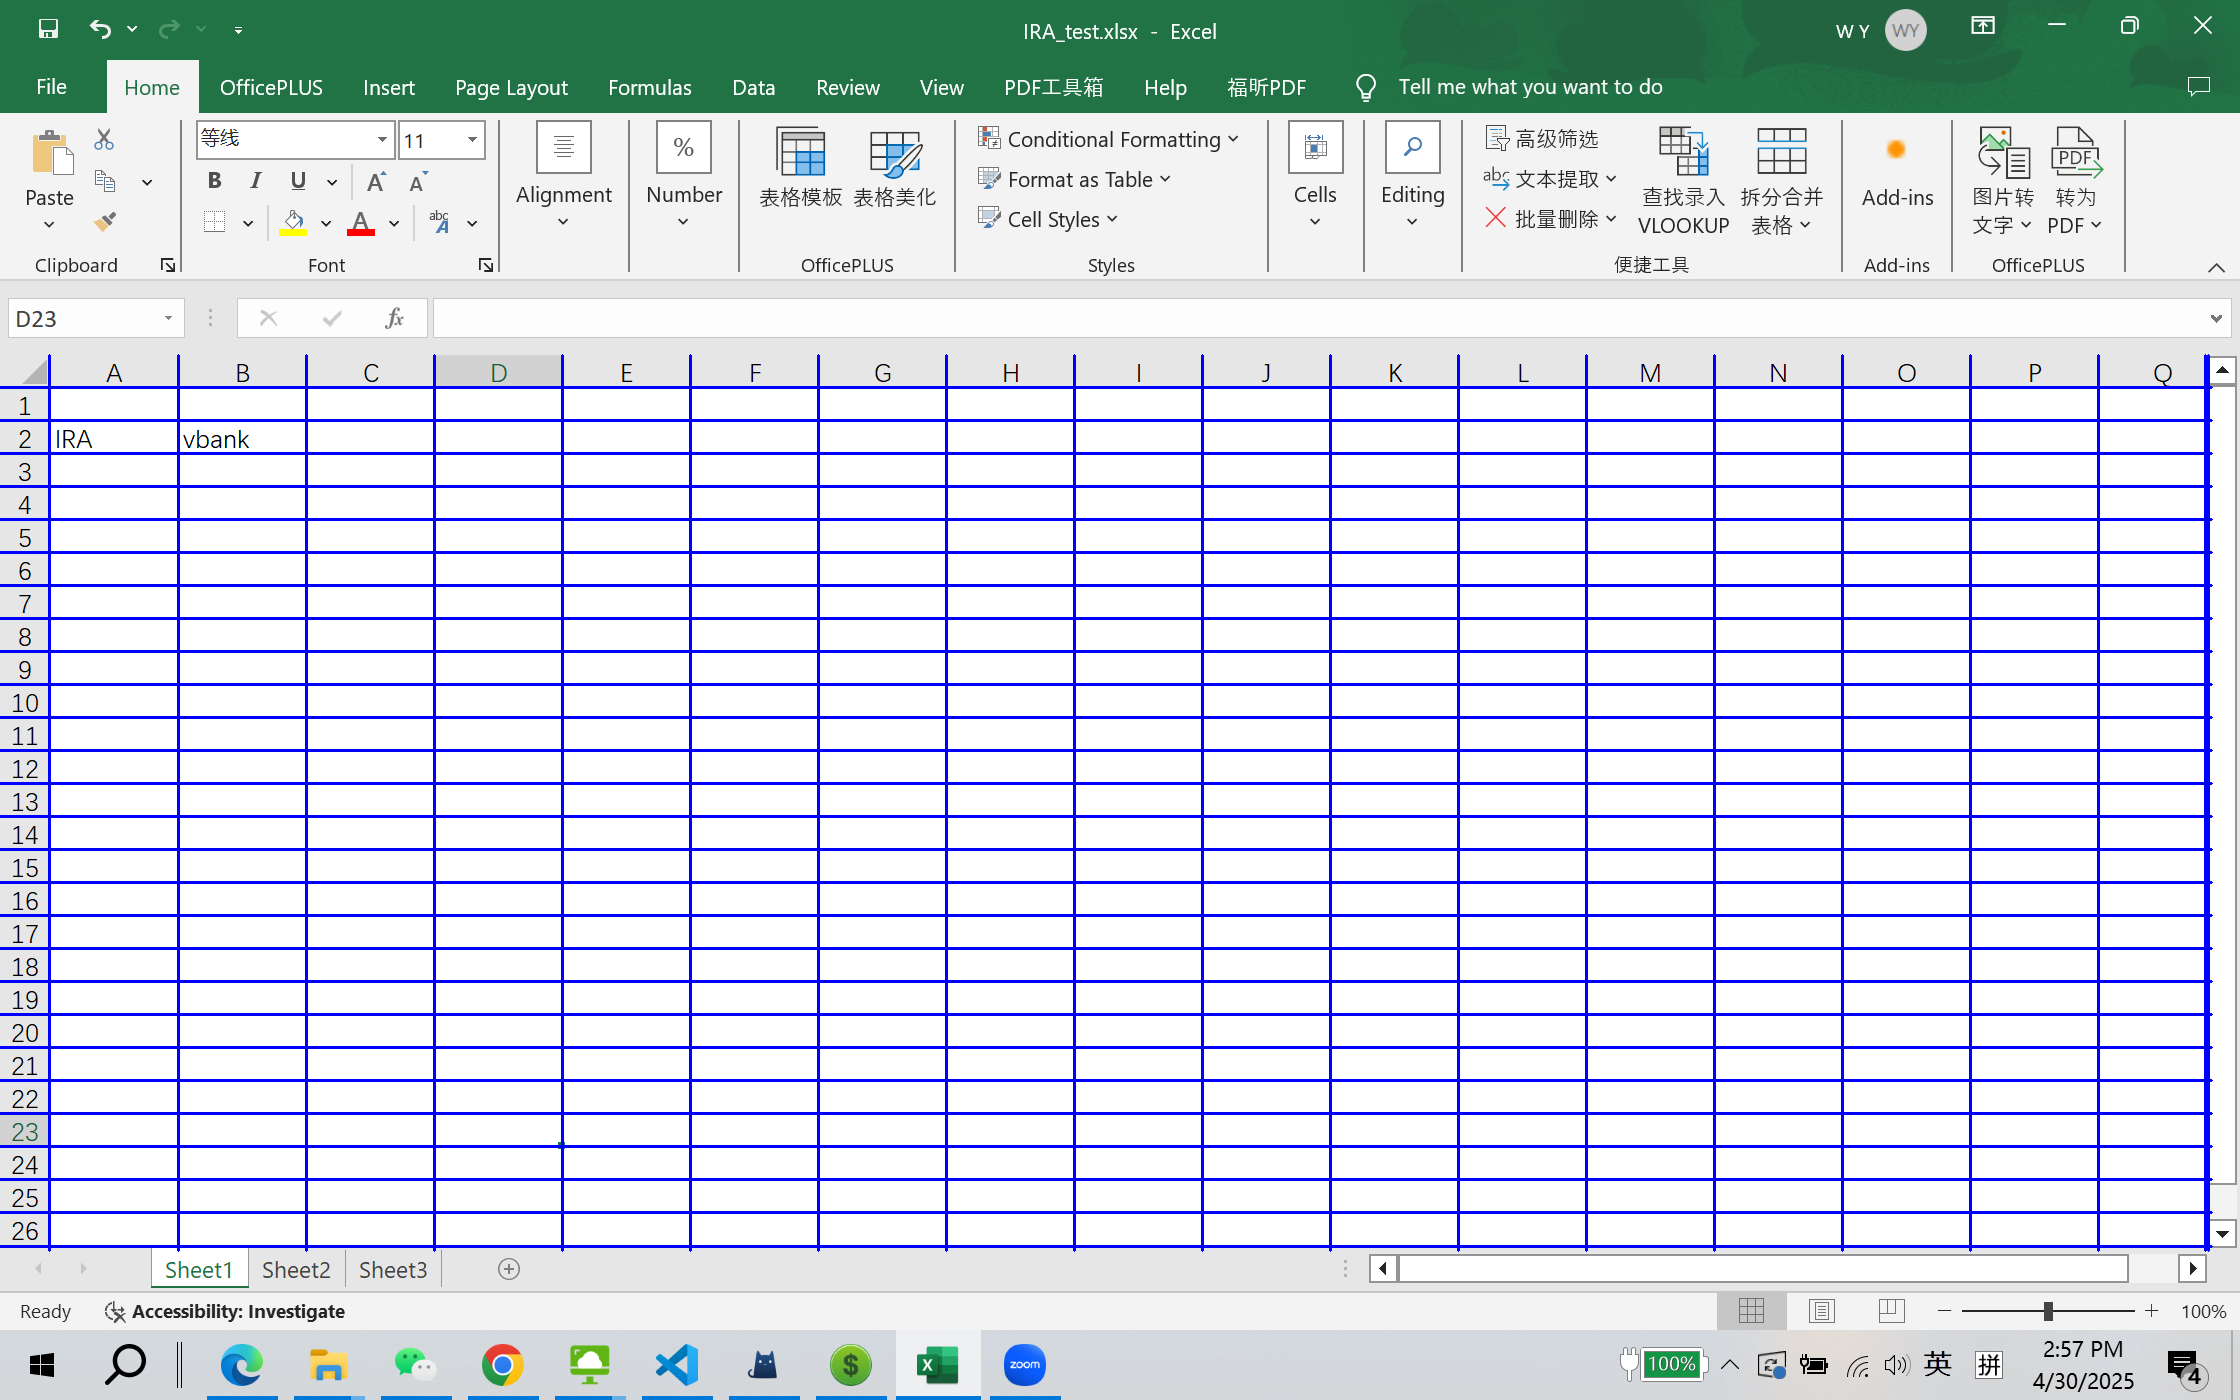 IRA_test.xlsx - Excel
W Y
WY
File
Home
OfficePLUS
Insert
Page Layout
Formulas
Data
Review
View
PDF工具箱
Help
福昕PDF
Tell me what you want to do
Paste
Clipboard
等线
11
B I U A A
A abc A
Font
Alignment
%
Number
表格模板
表格美化
OfficePLUS
Conditional Formatting
Format as Table
Cell Styles
Styles
Cells
Editing
高级筛选
abc 文本提取
批量删除
查找录入
VLOOKUP
拆分合并
表格
便捷工具
Add-ins
Add-ins
图片转
文字
PDF
转为
PDF
OfficePLUS
D23
fx
A B C D E F G H I J K L M N O P Q
1
2 IRA vbank
3
4
5
6
7
8
9
10
11
12
13
14
15
16
17
18
19
20
21
22
23
24
25
26
Sheet1 Sheet2 Sheet3
Ready
Accessibility: Investigate
100%
zoom
100%
英
拼
2:57 PM
4/30/2025
4